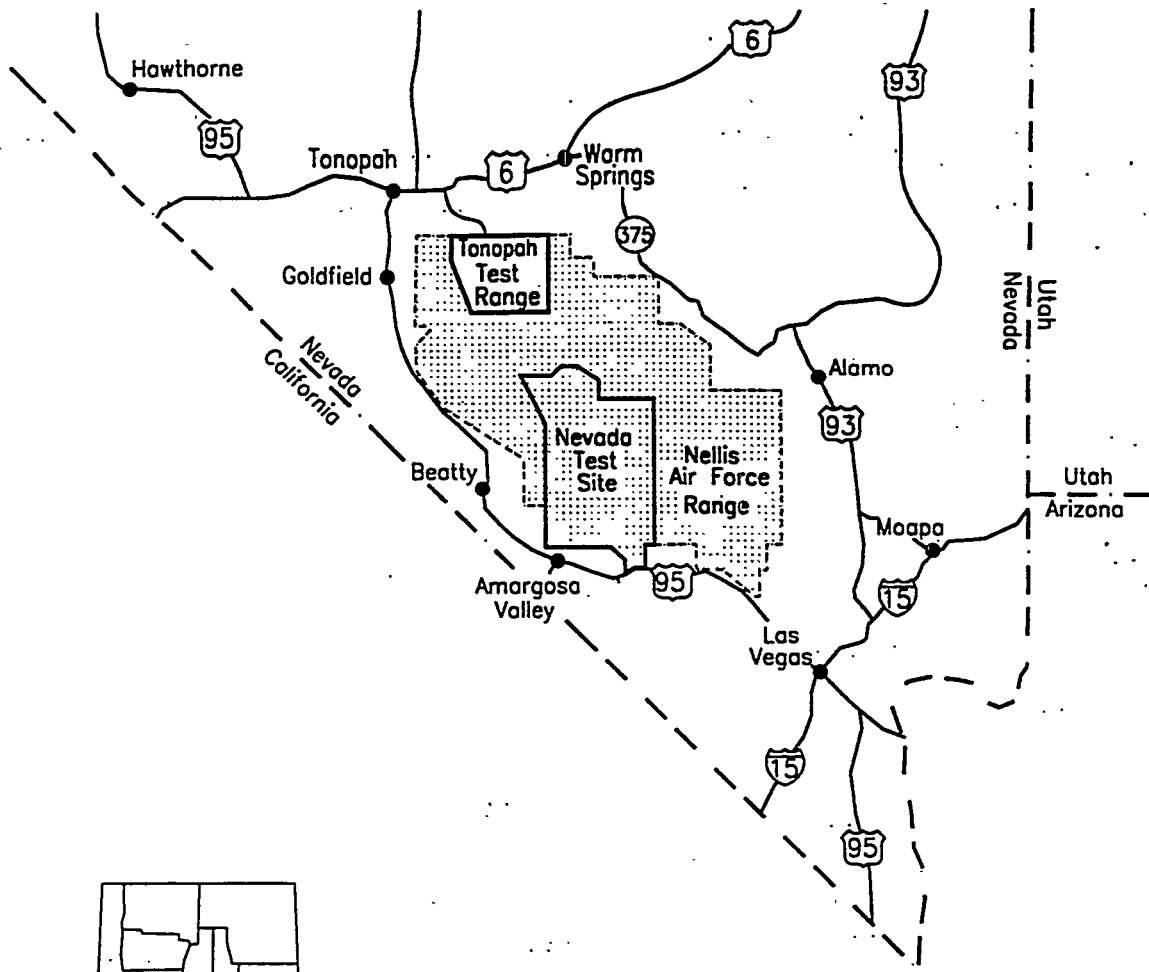 6
Hawthorne
93
95
Tonopah
6
Warm
Springs
375
Tonopah
Test
Range
Goldfield
Utah
Nevada
Nevada
California
Alamo
93
Nevada
Test
Site
Nellis
Air Force
Range
Beatty
Utah
Arizona
Moapa
95
Amargosa
Valley
15
Las
Vegas
15
95